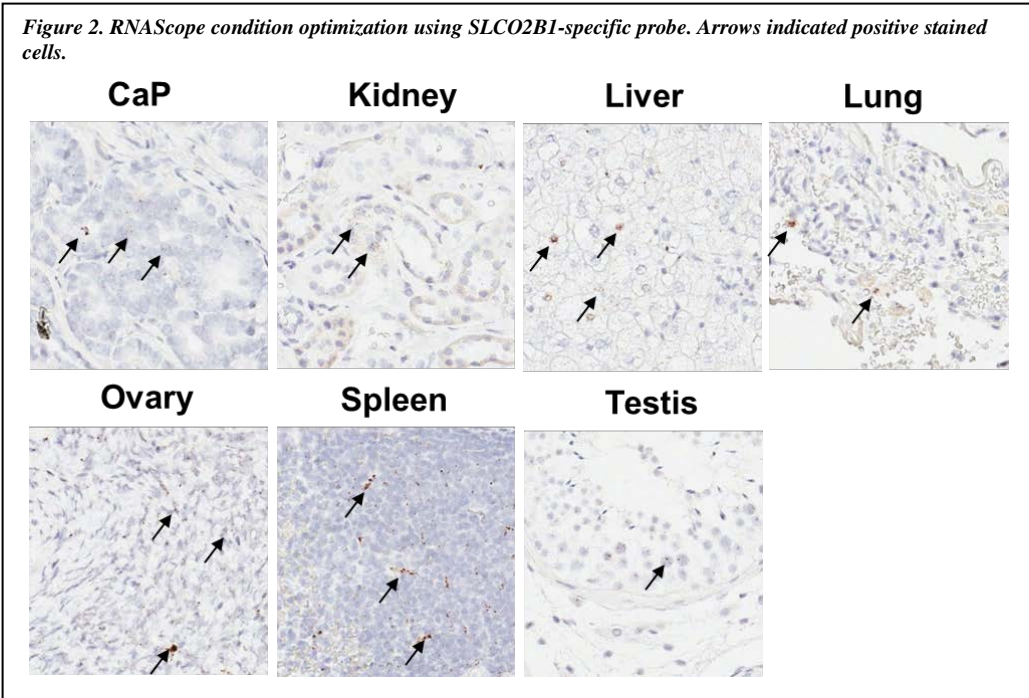 Figure 2. RNAScope condition optimization using SLCO2B1-specific probe. Arrows indicated positive stained
cells.
CaP Kidney Liver Lung
Ovary Spleen Testis